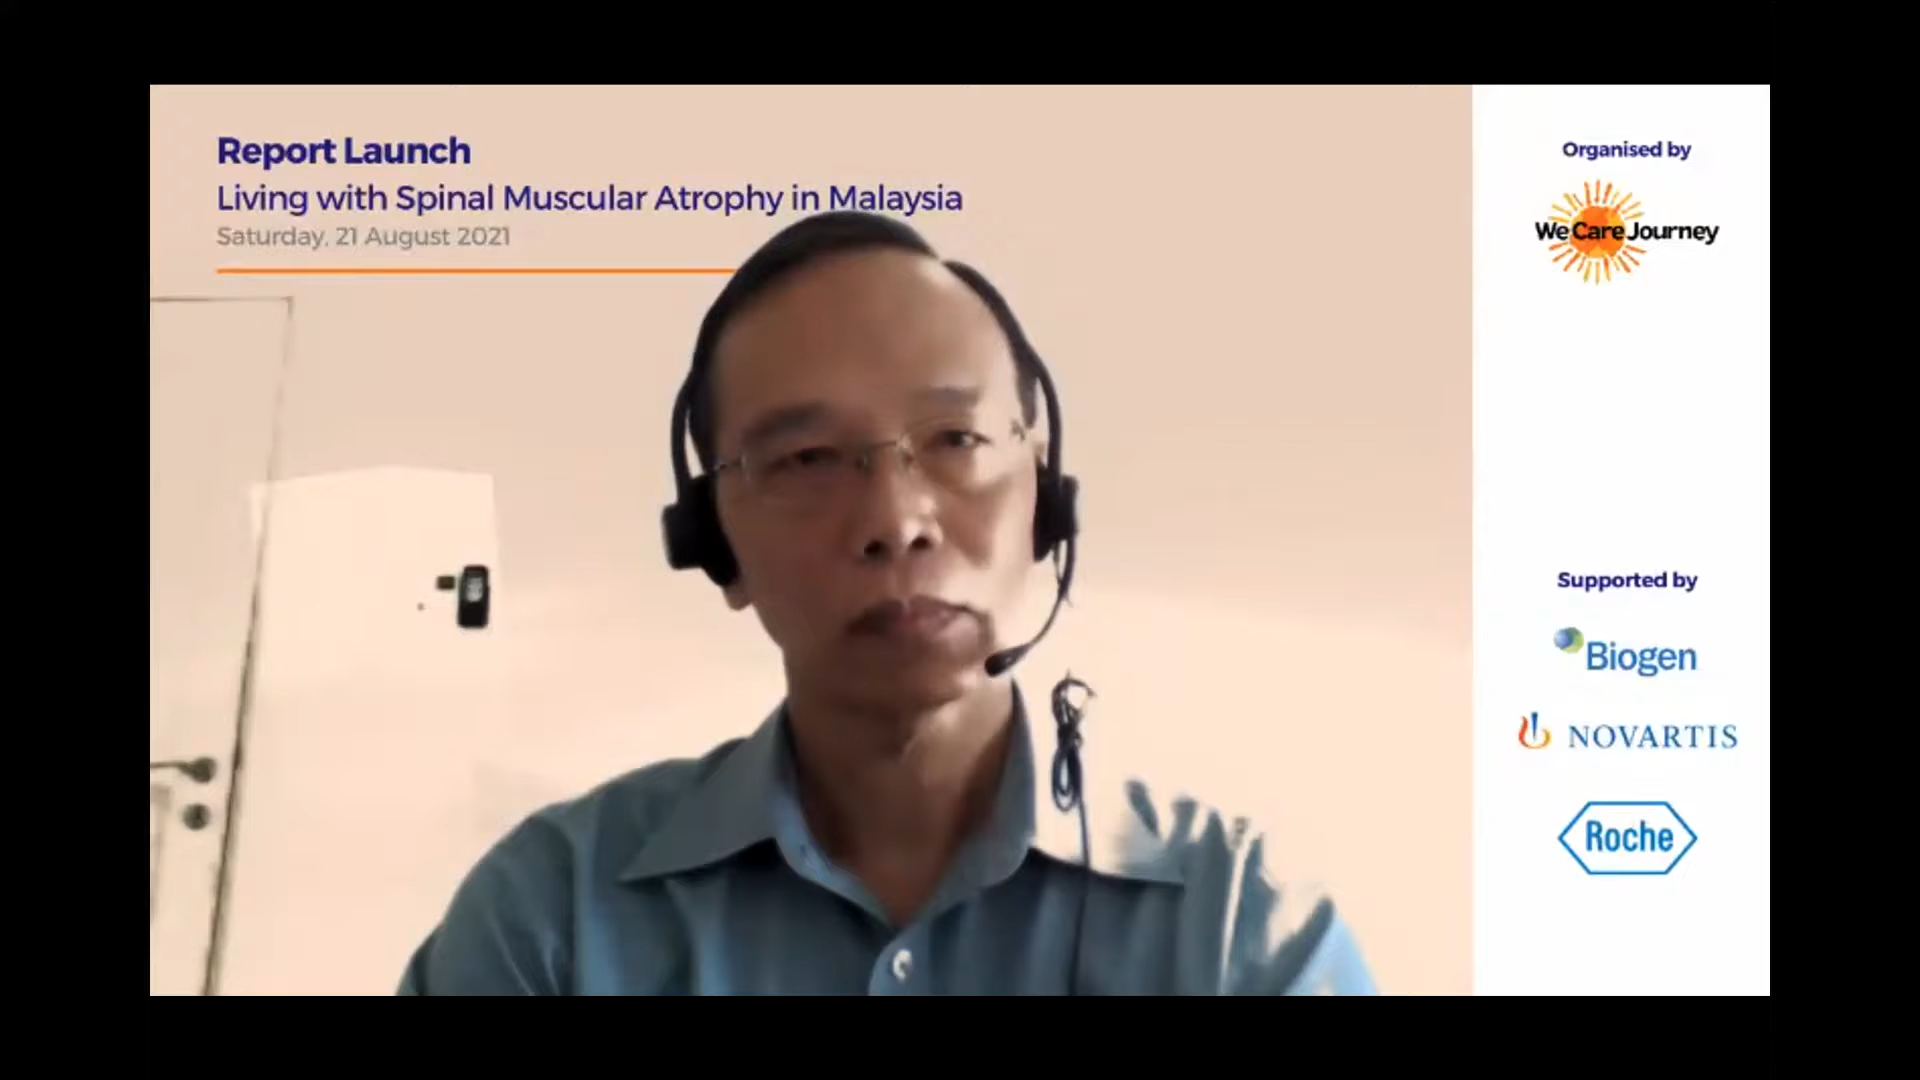 Report Launch
Living with Spinal Muscular Atrophy in Malaysia
Saturday, 21 August 2021
Organised by
We Care Journey
Supported by
Biogen
NOVARTIS
Roche